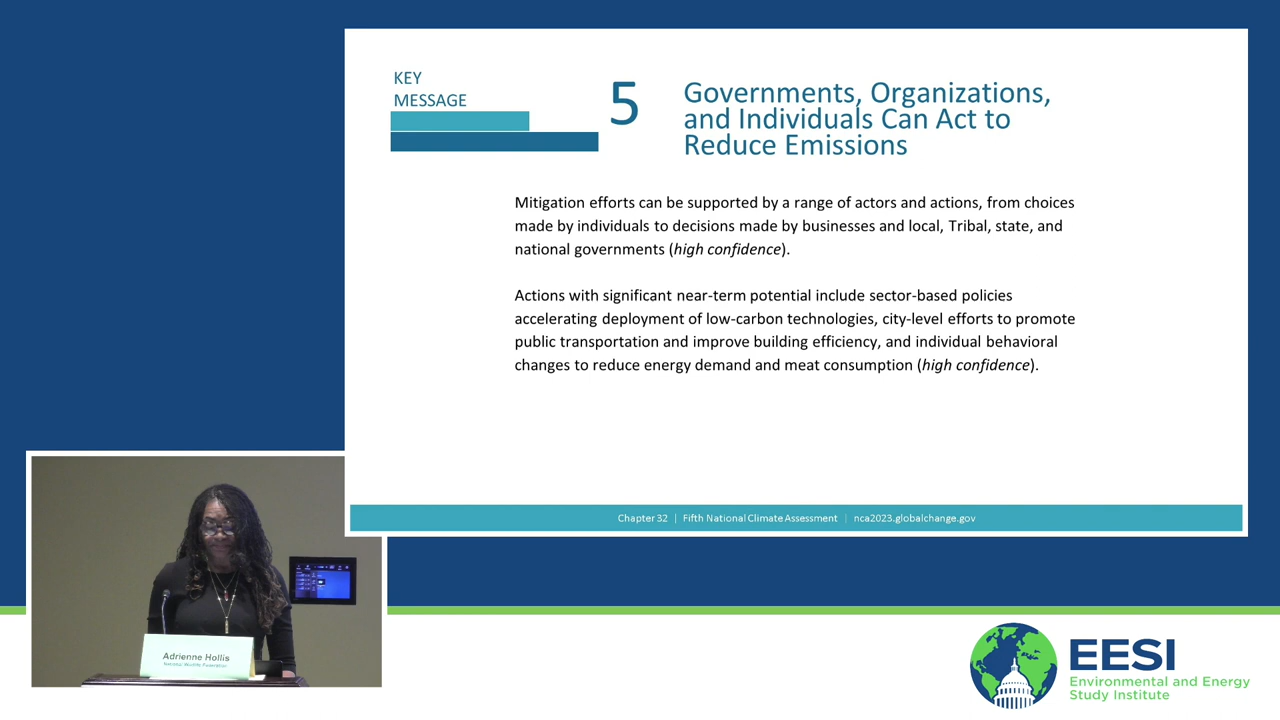 KEY
MESSAGE
5
Governments, Organizations,
and Individuals Can Act to
Reduce Emissions
Mitigation efforts can be supported by a range of actors and actions, from choices
made by individuals to decisions made by businesses and local, Tribal, state, and
national governments (high confidence).
Actions with significant near-term potential include sector-based policies
accelerating deployment of low-carbon technologies, city-level efforts to promote
public transportation and improve building efficiency, and individual behavioral
changes to reduce energy demand and meat consumption (high confidence).
Chapter 32 | Fifth National Climate Assessment | nca2023.globalchange.gov
Adrienne Hollis
National Wildlife Federation
EESI
Environmental and Energy
Study Institute